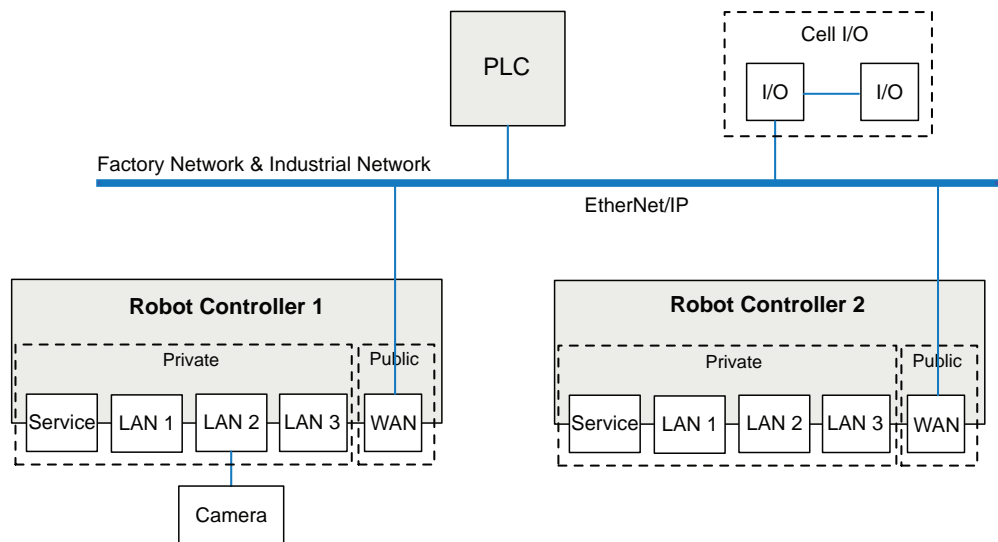 Cell I/O
PLC
I/O
I/O
Factory Network & Industrial Network
EtherNet/IP
Robot Controller 1
Private
Public
Service
LAN 1
LAN 2
LAN 3
WAN
Camera
Robot Controller 2
Private
Public
Service
LAN 1
LAN 2
LAN 3
WAN